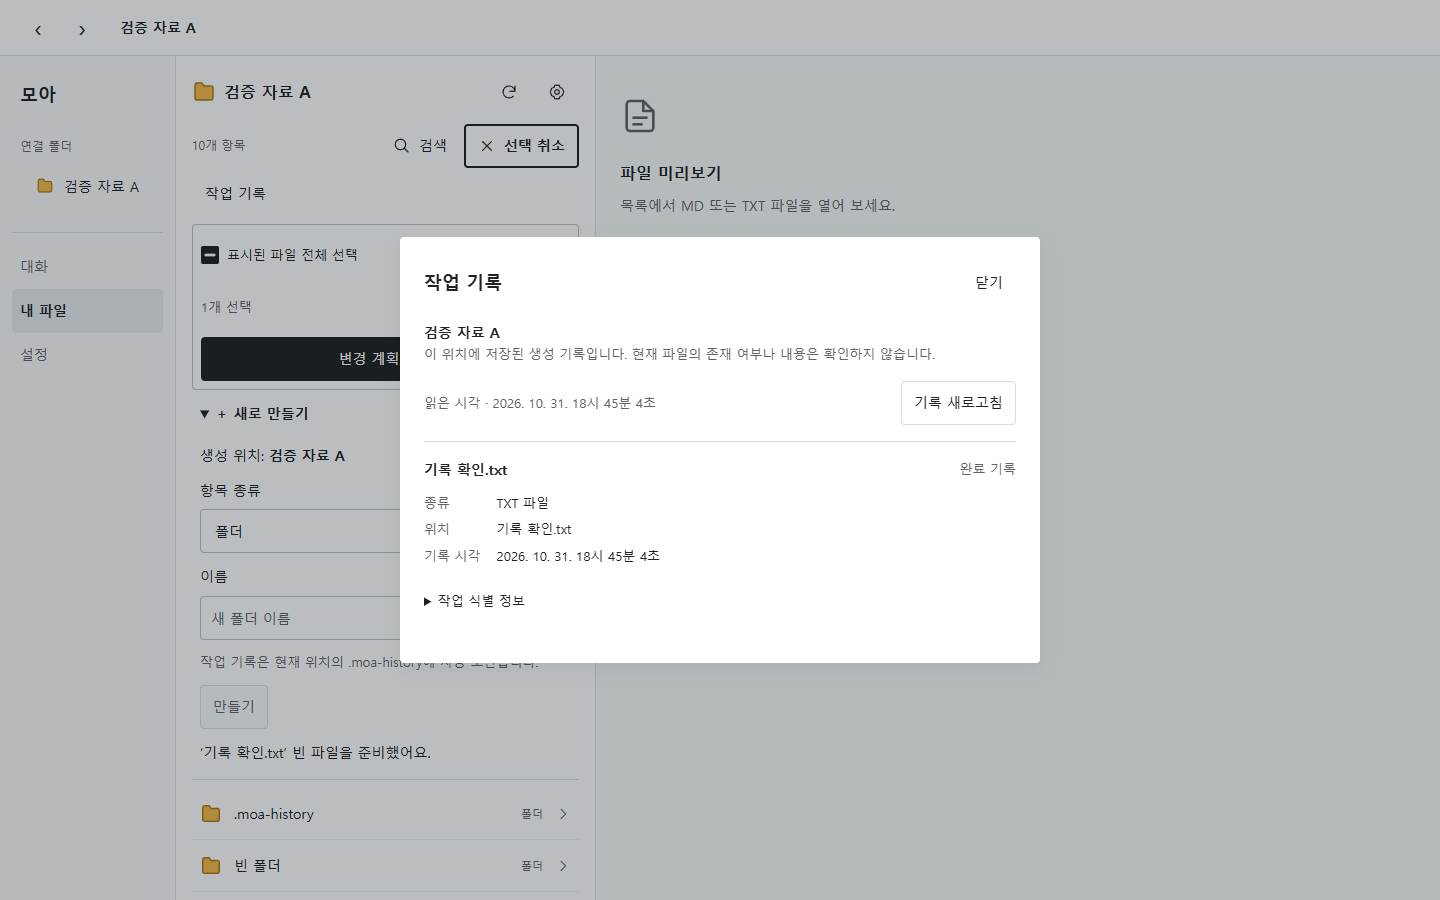 검증 자료 A
모아
연결 폴더
검증 자료 A
대화
내 파일
설정
검증 자료 A
10개 항목
검색
선택 취소
작업 기록
표시된 파일 전체 선택
1개 선택
변경 계획
+ 새로 만들기
생성 위치: 검증 자료 A
항목 종류
폴더
이름
새 폴더 이름
작업 기록은 현재 위치의 .moa-history에
만들기
‘기록 확인.txt’ 빈 파일을 준비했어요.
.moa-history
폴더
빈 폴더
폴더
파일 미리보기
목록에서 MD 또는 TXT 파일을 열어 보세요.
작업 기록
닫기
검증 자료 A
이 위치에 저장된 생성 기록입니다. 현재 파일의 존재 여부나 내용은 확인하지 않습니다.
읽은 시각 · 2026. 10. 31. 18시 45분 4초
기록 새로고침
기록 확인.txt
완료 기록
종류 TXT 파일
위치 기록 확인.txt
기록 시각 2026. 10. 31. 18시 45분 4초
작업 식별 정보